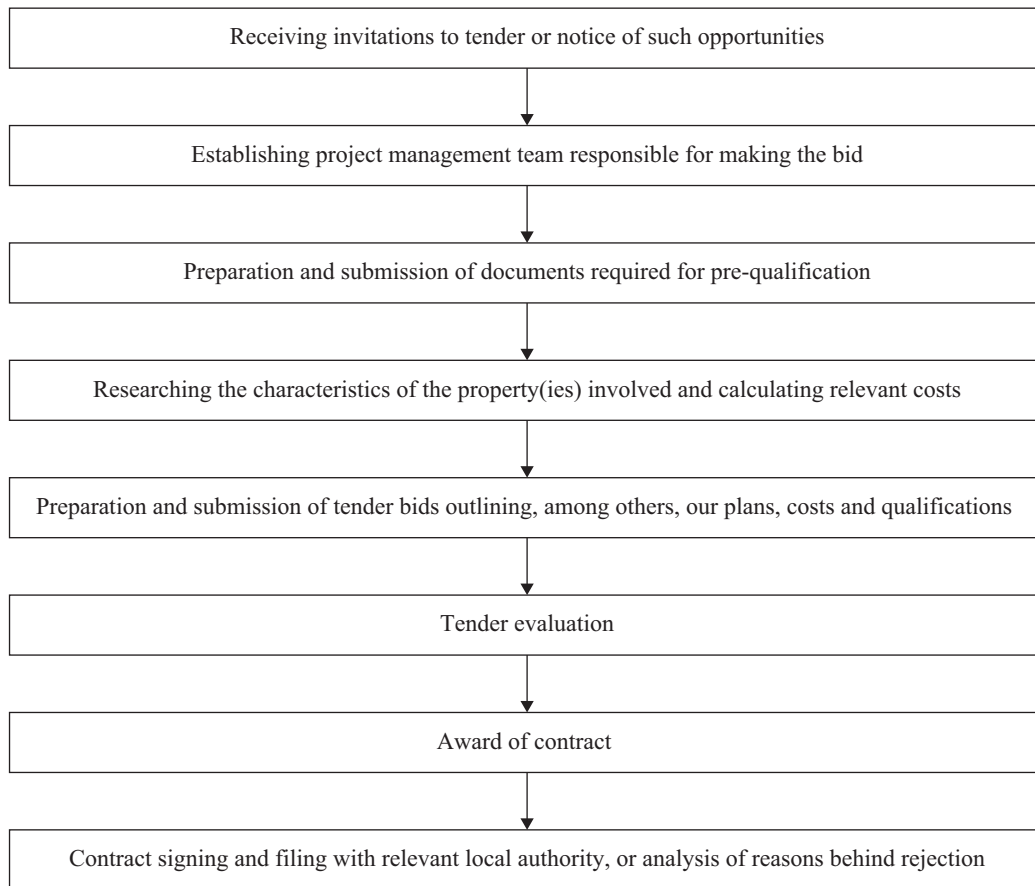 Receiving invitations to tender or notice of such opportunities
Establishing project management team responsible for making the bid
Preparation and submission of documents required for pre-qualification
Researching the characteristics of the property(ies) involved and calculating relevant costs
Preparation and submission of tender bids outlining, among others, our plans, costs and qualifications
Tender evaluation
Award of contract
Contract signing and filing with relevant local authority, or analysis of reasons behind rejection